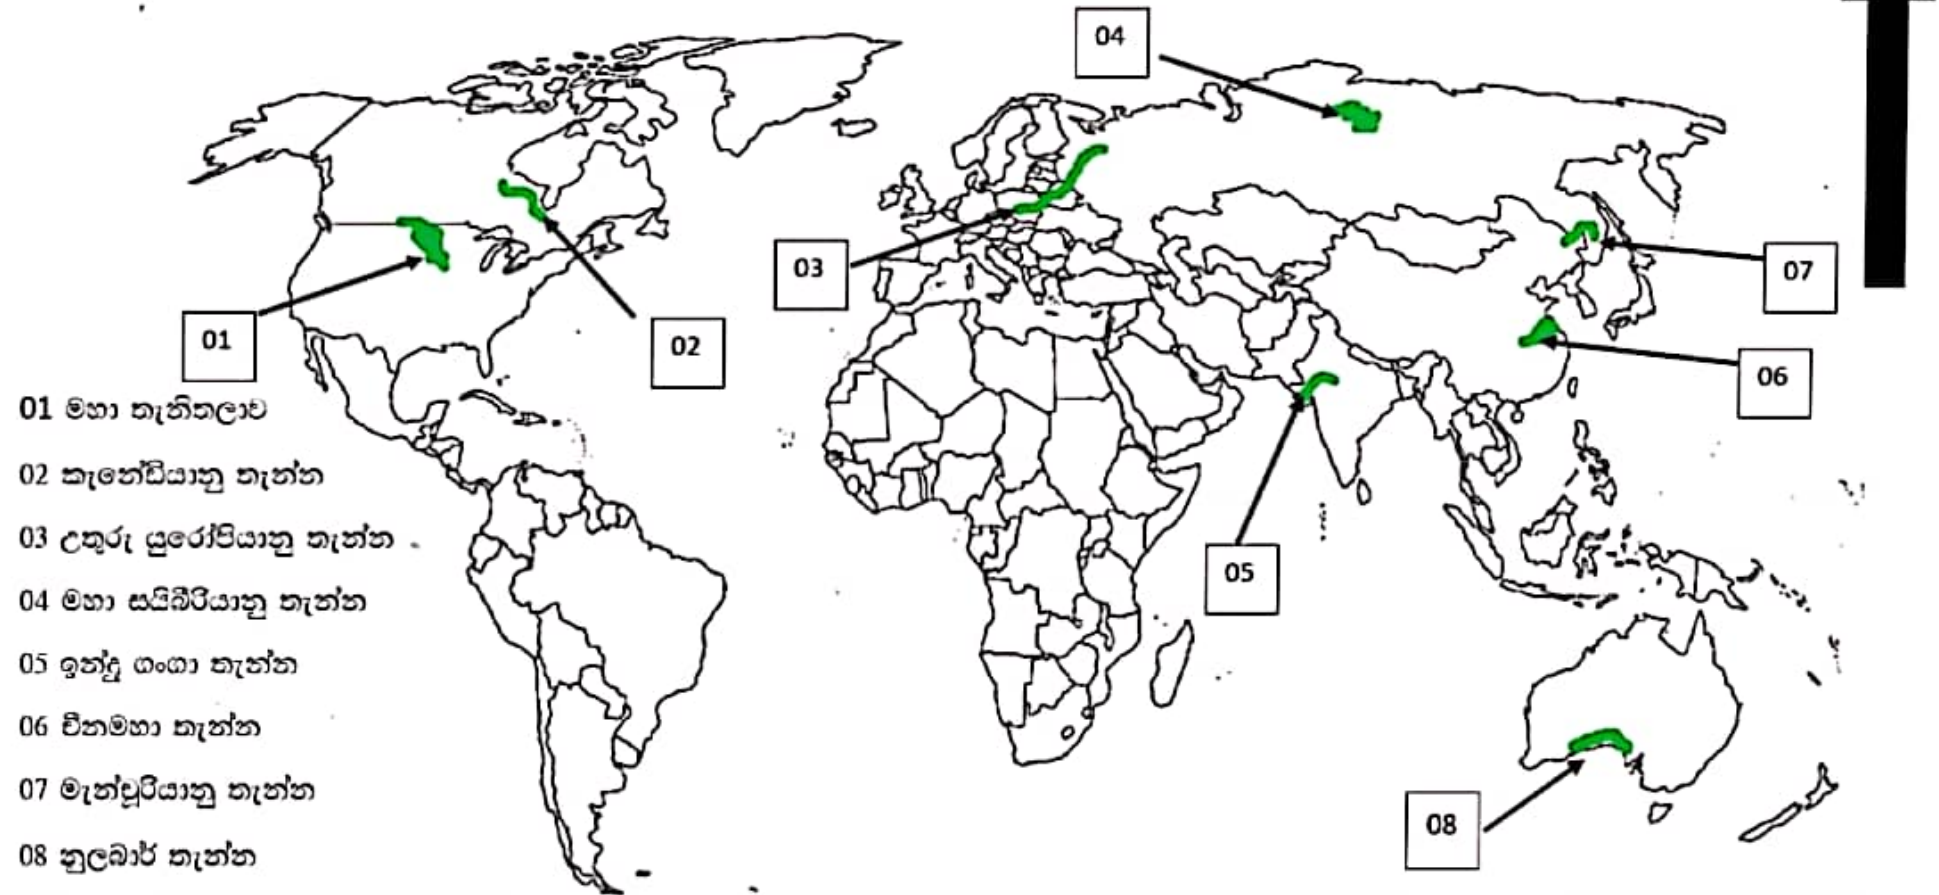 04
03
07
01
02
06
05
08
01 මහා තැනිතලාව
02 කැනේඩියානු තැන්න
03 උතුරු යුරෝපියානු තැන්න
04 මහා සයිබීරියානු තැන්න
05 ඉන්දු ගංගා තැන්න
06 චීනමහා තැන්න
07 මැන්චූරියානු තැන්න
08 නුලබාර් තැන්න